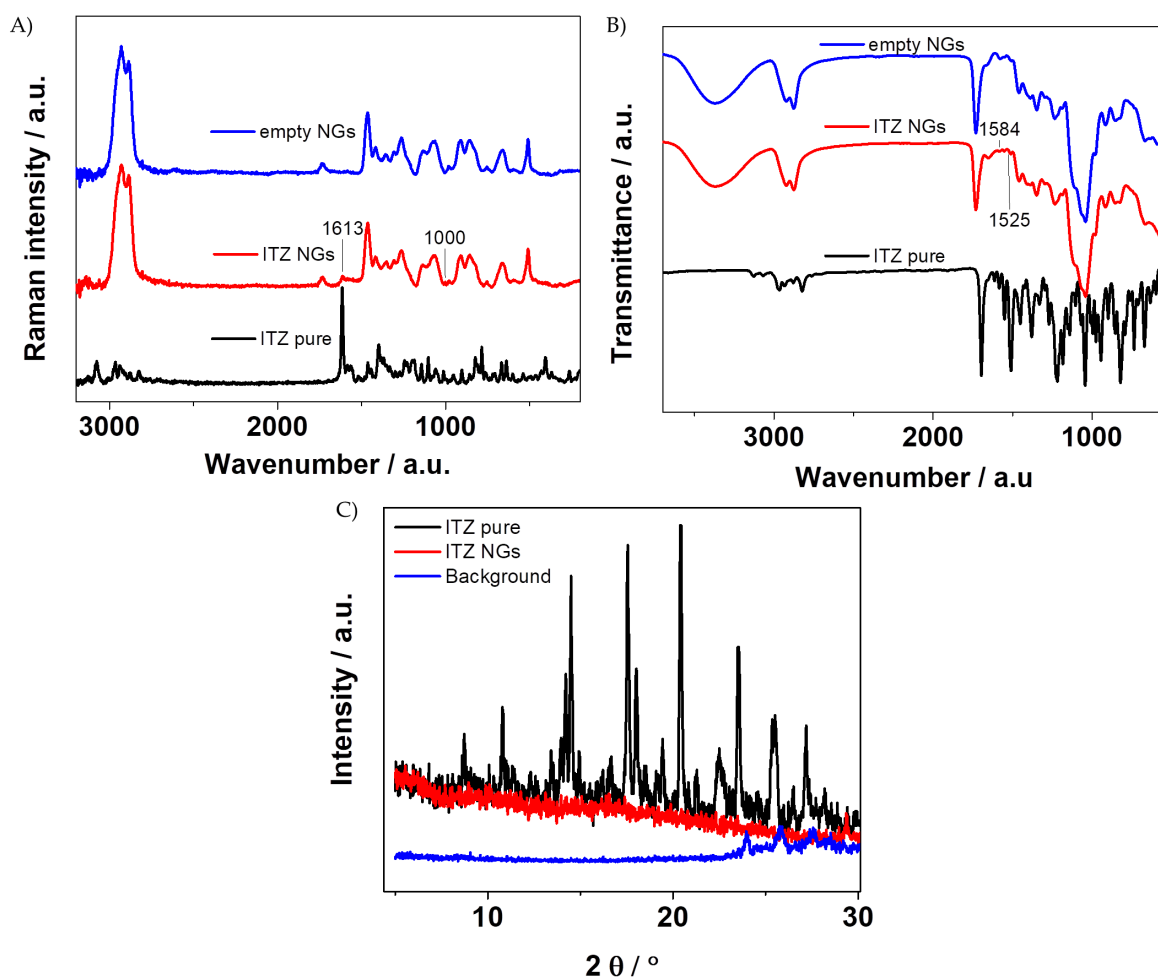 A)
Raman intensity / a.u.
empty NGs
1613
1000
ITZ NGs
ITZ pure
3000
2000
1000
Wavenumber / a.u.
B)
Transmittance / a.u.
empty NGs
ITZ NGs
1584
1525
ITZ pure
3000
2000
1000
Wavenumber / a.u
C)
Intensity / a.u.
ITZ pure
ITZ NGs
Background
10
20
30
2 θ / °